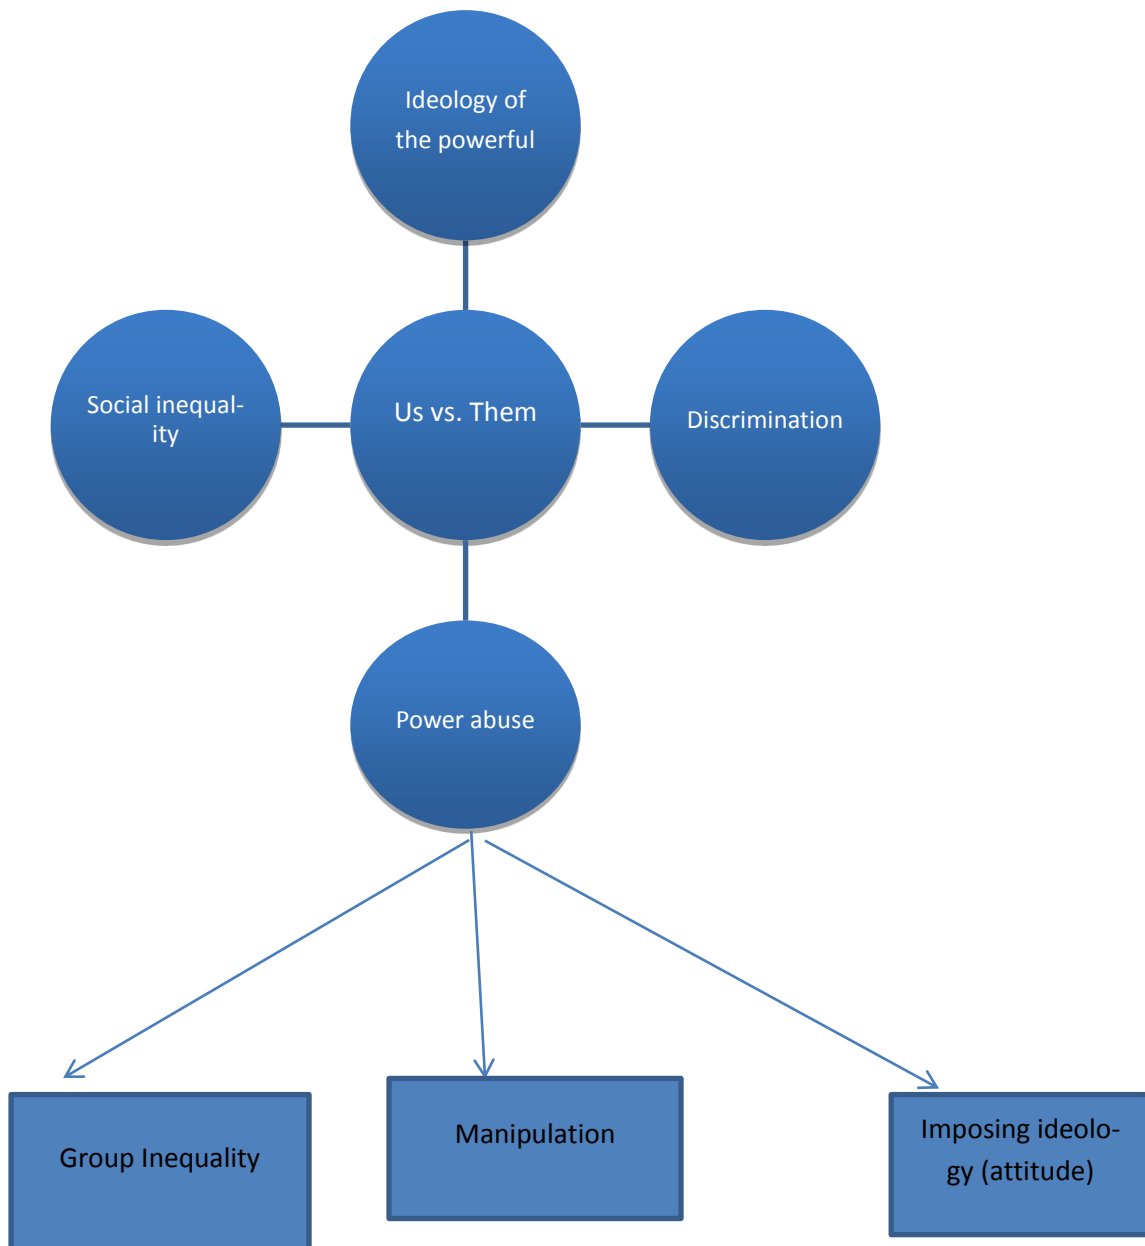 Ideology of
the powerful
Social inequal-
ity
Us vs. Them
Discrimination
Power abuse
Group Inequality
Manipulation
Imposing ideolo-
gy (attitude)